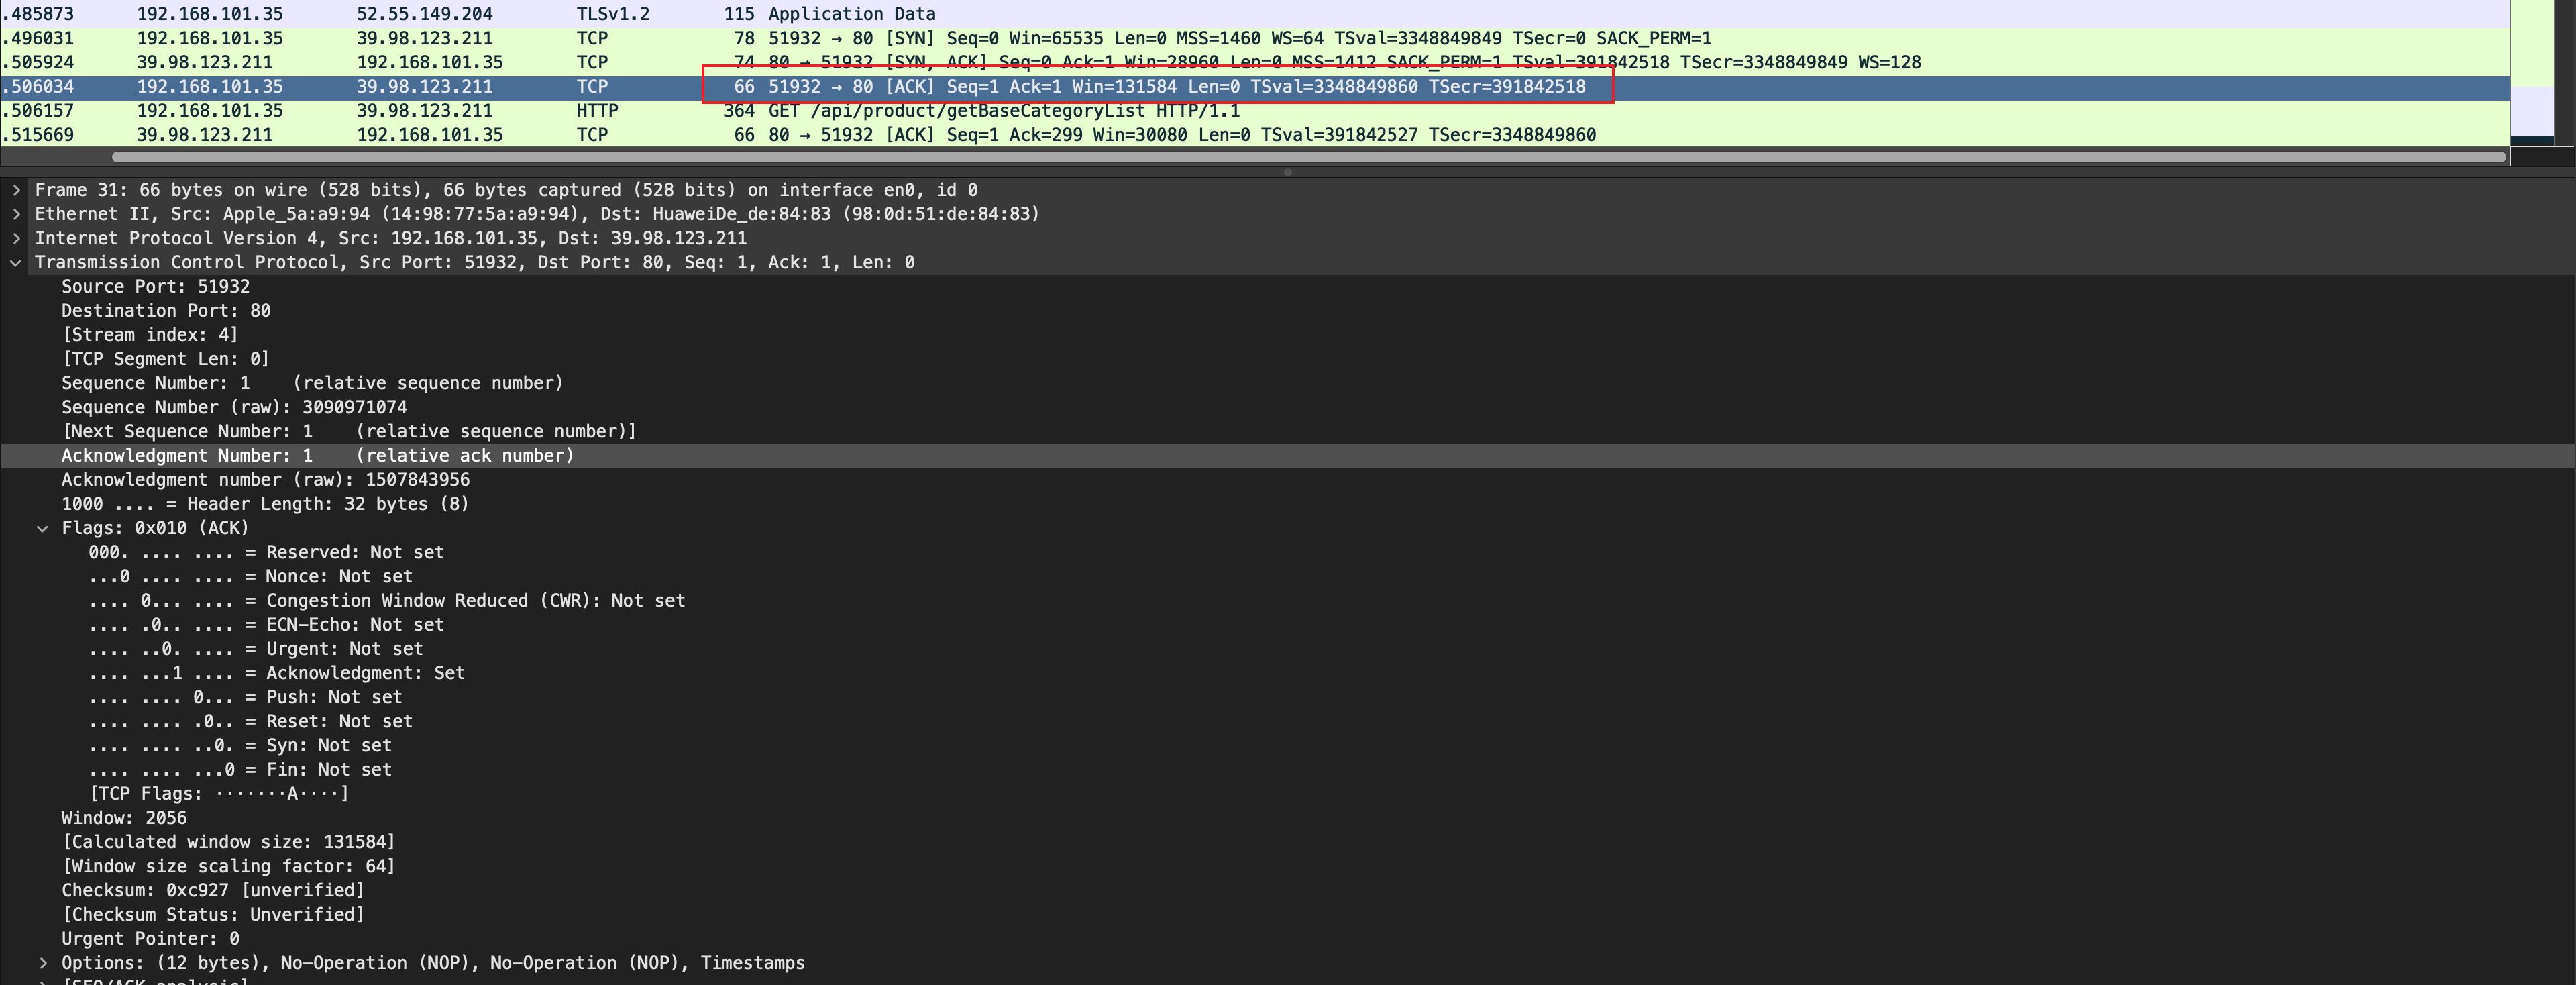 .485873 192.168.101.35 52.55.149.204 TLSv1.2 115 Application Data
.496031 192.168.101.35 39.98.123.211 TCP 78 51932 → 80 [SYN] Seq=0 Win=65535 Len=0 MSS=1460 WS=64 TSval=3348849849 TSecr=0 SACK_PERM=1
.505924 39.98.123.211 192.168.101.35 TCP 74 80 → 51932 [SYN, ACK] Seq=0 Ack=1 Win=28960 Len=0 MSS=1412 SACK_PERM=1 TSval=391842518 TSecr=3348849849 WS=128
.506034 192.168.101.35 39.98.123.211 TCP 66 51932 → 80 [ACK] Seq=1 Ack=1 Win=131584 Len=0 TSval=3348849860 TSecr=391842518
.506157 192.168.101.35 39.98.123.211 HTTP 364 GET /api/product/getBaseCategoryList HTTP/1.1
.515669 39.98.123.211 192.168.101.35 TCP 66 80 → 51932 [ACK] Seq=1 Ack=299 Win=30080 Len=0 TSval=391842527 TSecr=3348849860
Frame 31: 66 bytes on wire (528 bits), 66 bytes captured (528 bits) on interface en0, id 0
Ethernet II, Src: Apple_5a:a9:94 (14:98:77:5a:a9:94), Dst: HuaweiDe_de:84:83 (98:0d:51:de:84:83)
Internet Protocol Version 4, Src: 192.168.101.35, Dst: 39.98.123.211
Transmission Control Protocol, Src Port: 51932, Dst Port: 80, Seq: 1, Ack: 1, Len: 0
Source Port: 51932
Destination Port: 80
[Stream index: 4]
[TCP Segment Len: 0]
Sequence Number: 1    (relative sequence number)
Sequence Number (raw): 3090971074
[Next Sequence Number: 1    (relative sequence number)]
Acknowledgment Number: 1    (relative ack number)
Acknowledgment number (raw): 1507843956
1000 .... = Header Length: 32 bytes (8)
Flags: 0x010 (ACK)
000. .... .... = Reserved: Not set
...0 .... .... = Nonce: Not set
.... 0... .... = Congestion Window Reduced (CWR): Not set
.... .0.. .... = ECN-Echo: Not set
.... ..0. .... = Urgent: Not set
.... ...1 .... = Acknowledgment: Set
.... .... 0... = Push: Not set
.... .... .0.. = Reset: Not set
.... .... ..0. = Syn: Not set
.... .... ...0 = Fin: Not set
[TCP Flags: ·······A····]
Window: 2056
[Calculated window size: 131584]
[Window size scaling factor: 64]
Checksum: 0xc927 [unverified]
[Checksum Status: Unverified]
Urgent Pointer: 0
Options: (12 bytes), No-Operation (NOP), No-Operation (NOP), Timestamps
[SEQ/ACK analysis]